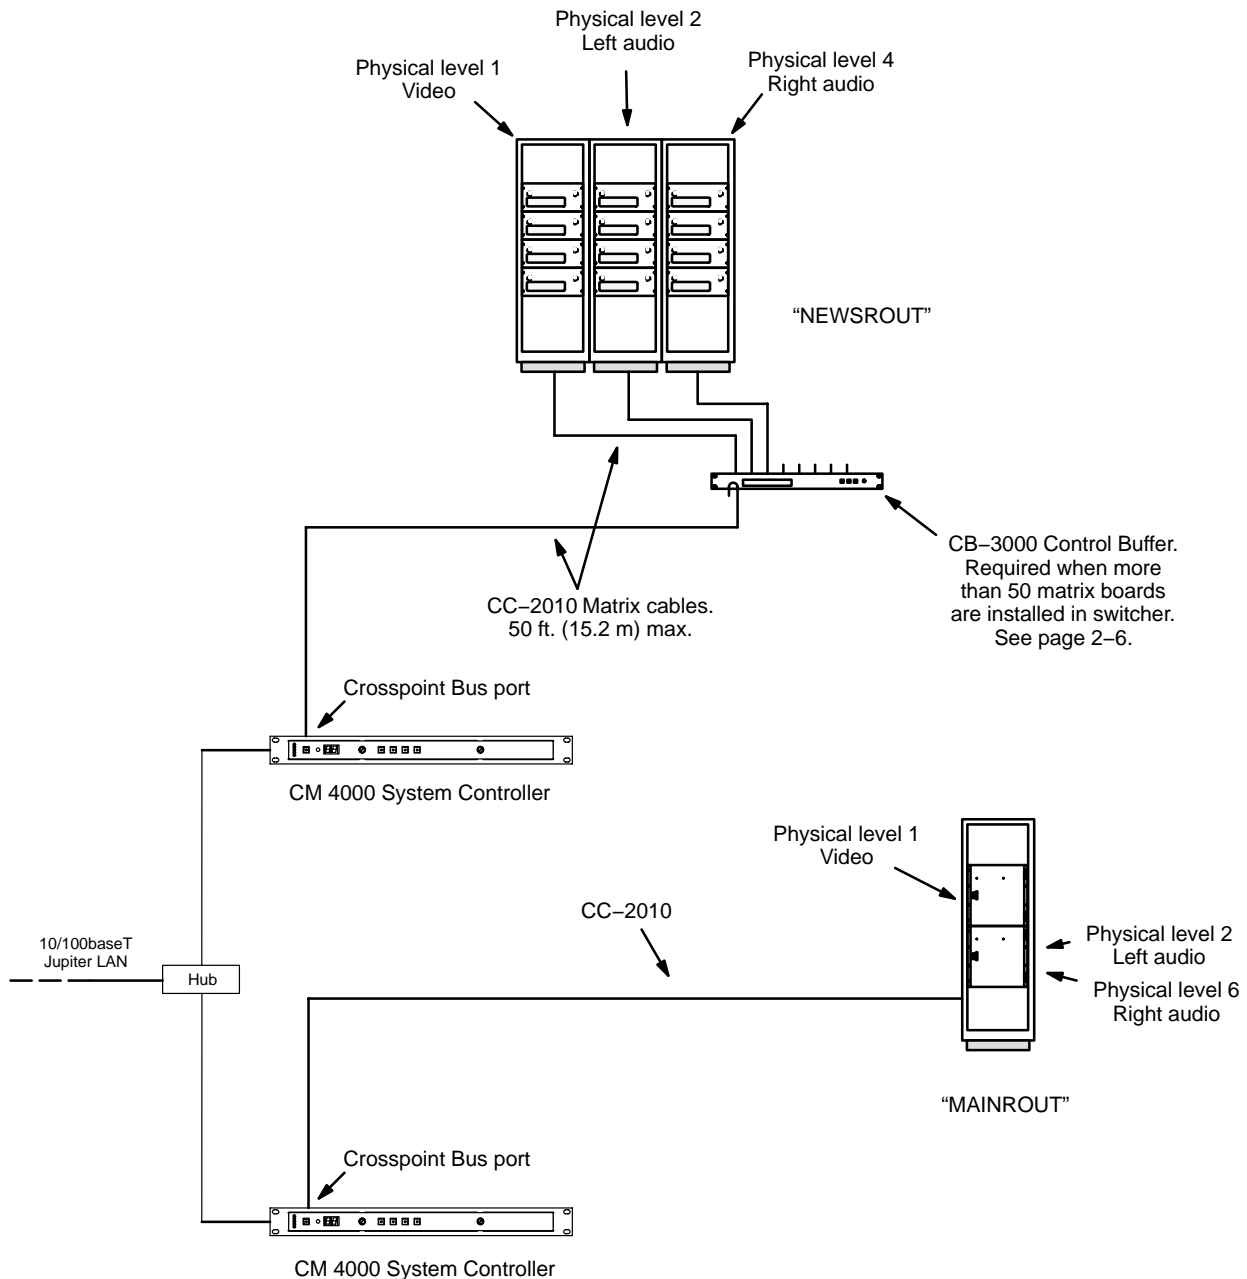 Physical level 2
Left audio
Physical level 1
Video
Physical level 4
Right audio
“NEWSROUT”
CB–3000 Control Buffer.
Required when more
than 50 matrix boards
are installed in switcher.
See page 2–6.
CC–2010 Matrix cables.
50 ft. (15.2 m) max.
Crosspoint Bus port
CM 4000 System Controller
Physical level 1
Video
CC–2010
10/100baseT
Jupiter LAN
Hub
Physical level 2
Left audio
Physical level 6
Right audio
“MAINROUT”
Crosspoint Bus port
CM 4000 System Controller